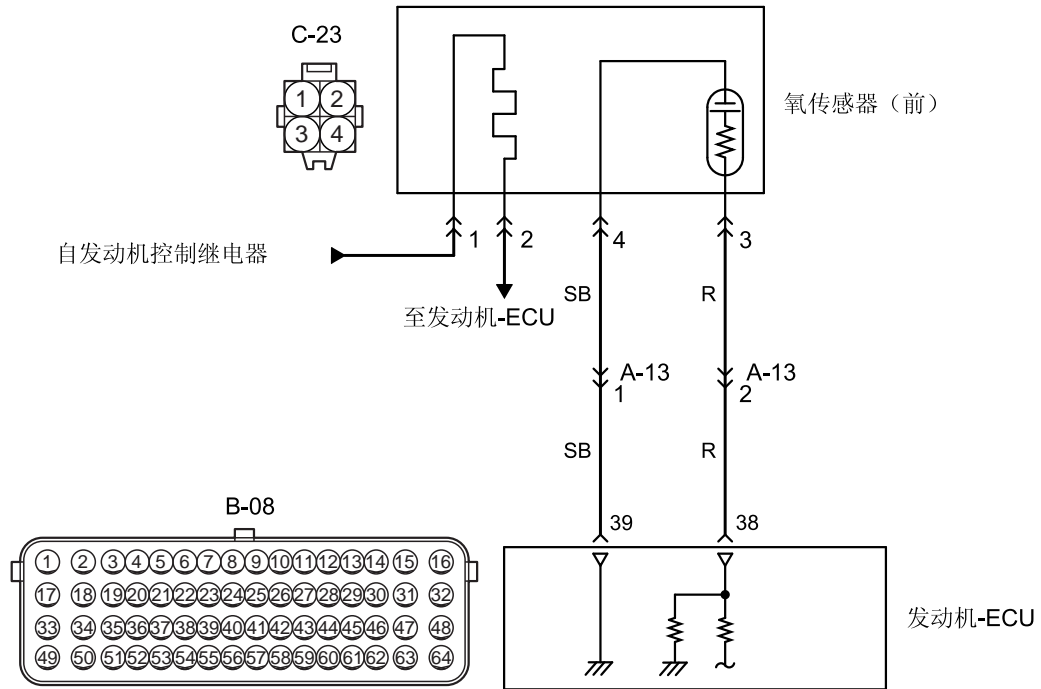 C-23
1 2
3 4
氧传感器（前）
1 2 4 3
自发动机控制继电器
至发动机-ECU
SB R
A-13 A-13
1 2
SB R
39 38
B-08
1 2 3 4 5 6 7 8 9 10 11 12 13 14 15 16
17 18 19 20 21 22 23 24 25 26 27 28 29 30 31 32
33 34 35 36 37 38 39 40 41 42 43 44 45 46 47 48
49 50 51 52 53 54 55 56 57 58 59 60 61 62 63 64
发动机-ECU